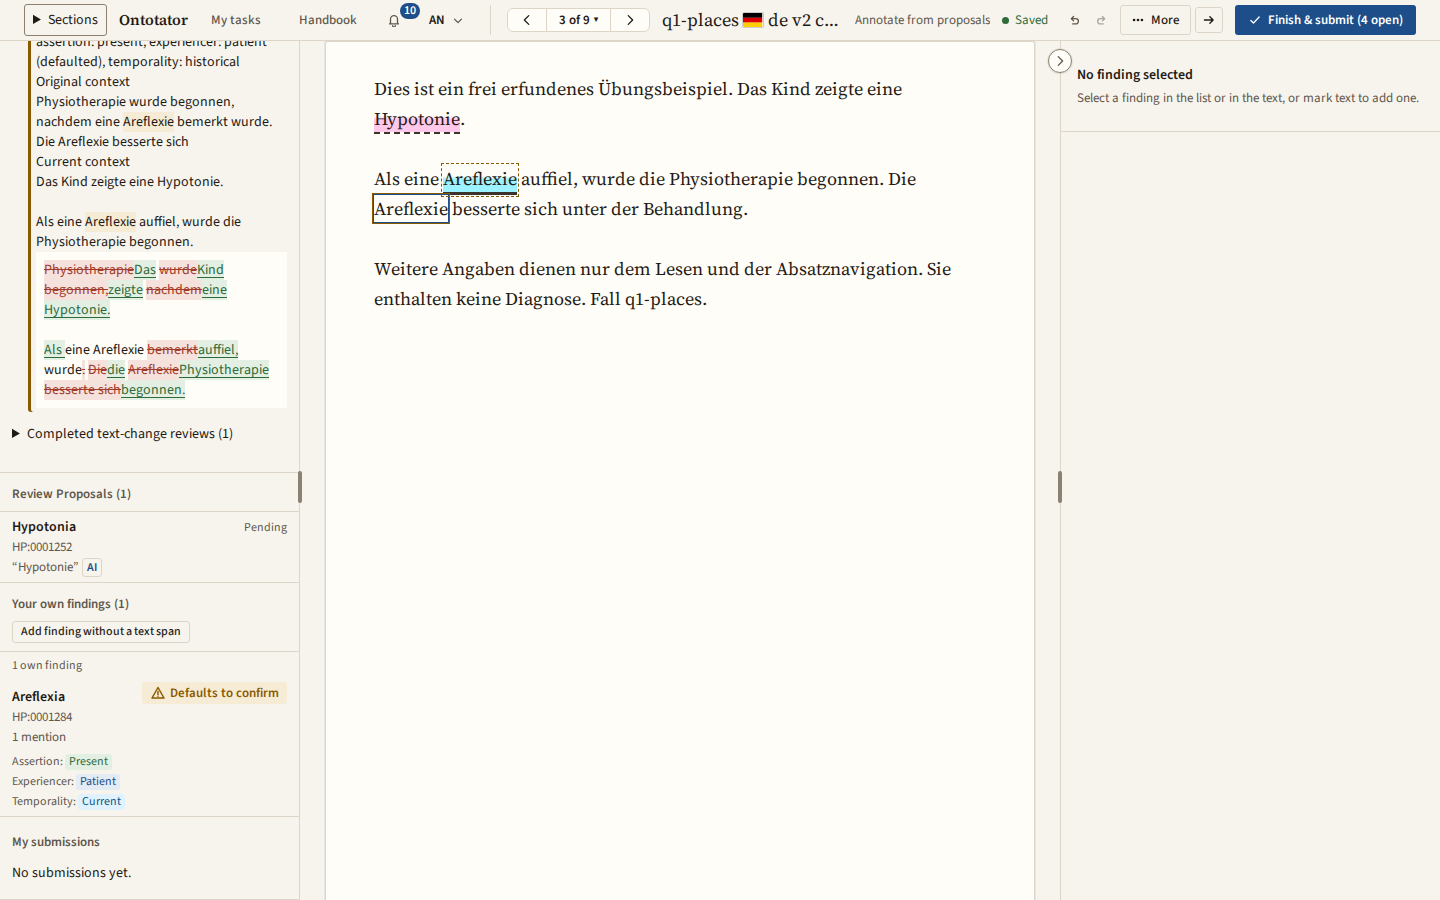 Sections
Ontotator
My tasks
Handbook
10
AN
3 of 9
q1-places de v2 c...
Annotate from proposals
Saved
More
Finish & submit (4 open)
assertion: present, experiencer: patient
(defaulted), temporality: historical
Original context
Physiotherapie wurde begonnen,
nachdem eine Areflexie bemerkt wurde.
Die Areflexie besserte sich
Current context
Das Kind zeigte eine Hypotonie.
Als eine Areflexie auffiel, wurde die
Physiotherapie begonnen.
PhysiotherapieDas wurdeKind
begonnen,zeigte nachdemeine
Hypotonie.
Als eine Areflexie bemerktauffiel,
wurde. Diedie AreflexiePhysiotherapie
besserte sichbegonnen.
Completed text-change reviews (1)
Review Proposals (1)
Hypotonia
Pending
HP:0001252
“Hypotonie” AI
Your own findings (1)
Add finding without a text span
1 own finding
Areflexia
Defaults to confirm
HP:0001284
1 mention
Assertion: Present
Experiencer: Patient
Temporality: Current
My submissions
No submissions yet.
Dies ist ein frei erfundenes Übungsbeispiel. Das Kind zeigte eine
Hypotonie.
Als eine Areflexie auffiel, wurde die Physiotherapie begonnen. Die
Areflexie besserte sich unter der Behandlung.
Weitere Angaben dienen nur dem Lesen und der Absatznavigation. Sie
enthalten keine Diagnose. Fall q1-places.
No finding selected
Select a finding in the list or in the text, or mark text to add one.